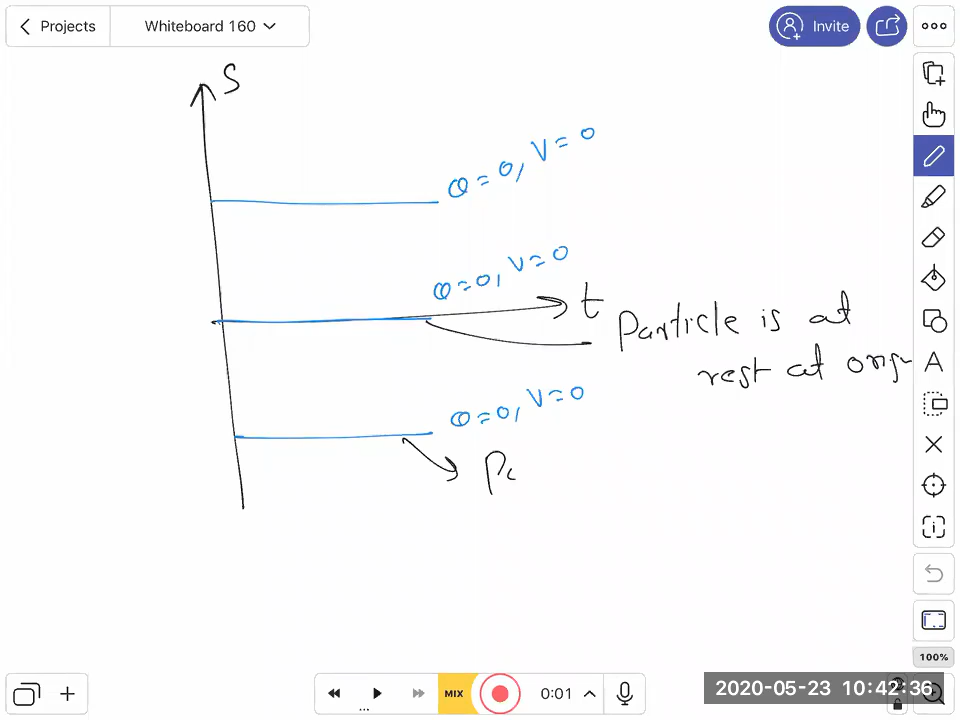 Projects
Whiteboard 160
Invite
S
θ = 0, V = 0
θ = 0, V = 0
t
Particle is at
rest at
θ = 0, V = 0
A
100%
MIX
0:01
2020-05-23 10:42:36